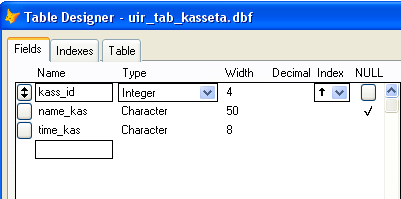 Table Designer - uir_tab_kasseta.dbf
Fields Indexes Table
Name Type Width Decimal Index NULL
kass_id Integer 4
name_kas Character 50
time_kas Character 8